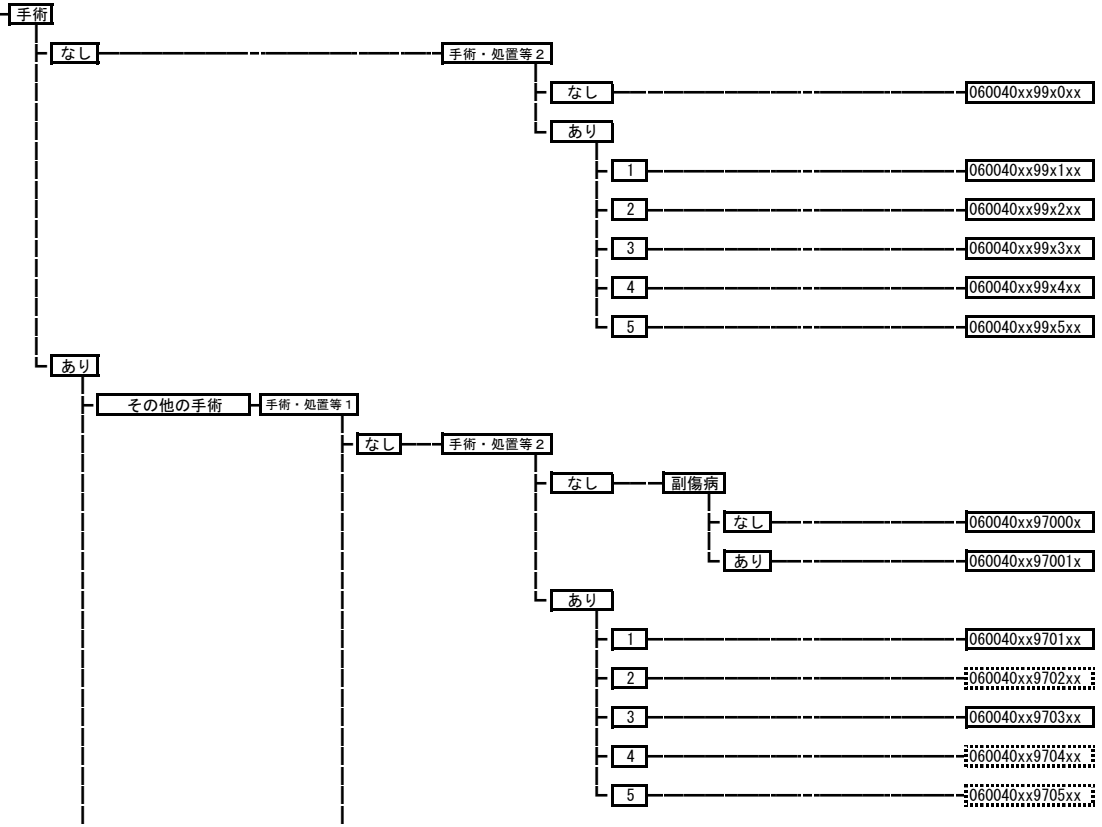 手術
なし 手術・処置等2
なし 060040xx99x0xx
あり
1 060040xx99x1xx
2 060040xx99x2xx
3 060040xx99x3xx
4 060040xx99x4xx
5 060040xx99x5xx
あり
その他の手術 手術・処置等1
なし 手術・処置等2
なし 副傷病
なし 060040xx97000x
あり 060040xx97001x
あり
1 060040xx9701xx
2 060040xx9702xx
3 060040xx9703xx
4 060040xx9704xx
5 060040xx9705xx